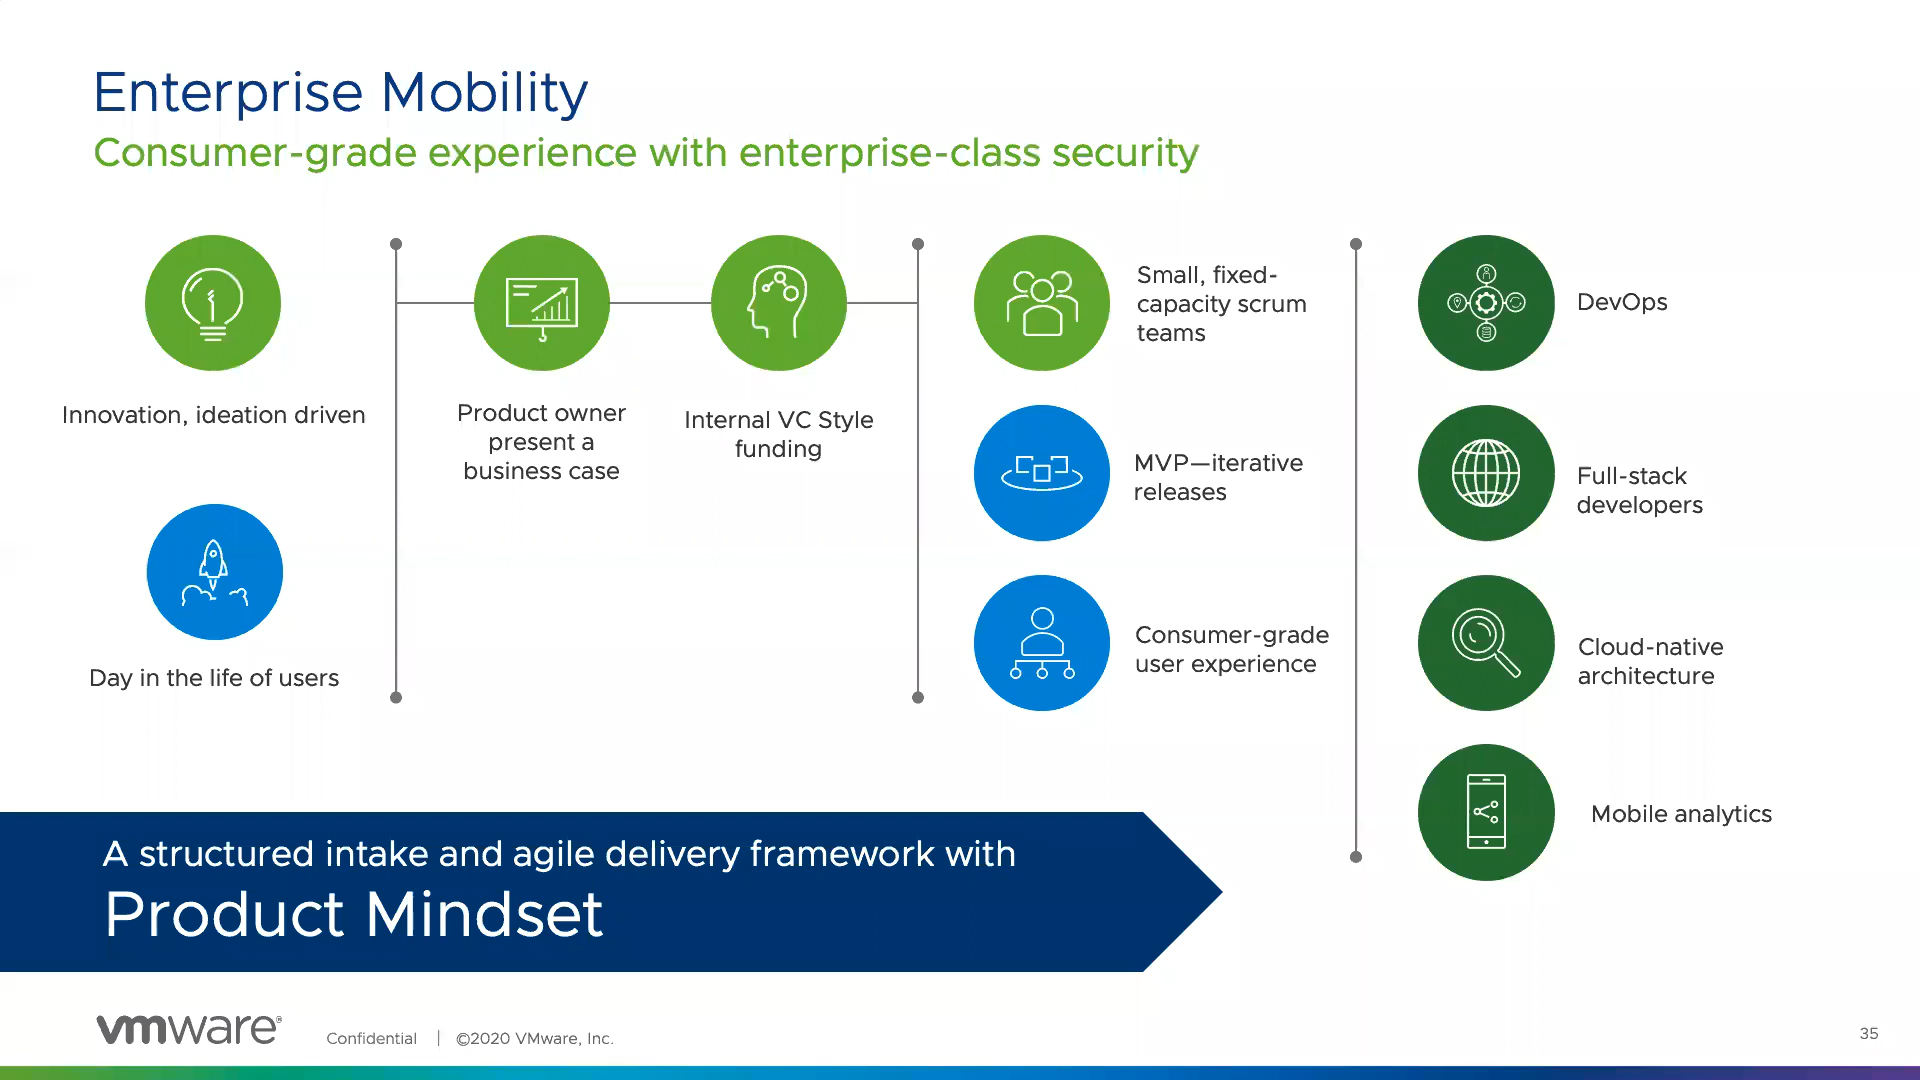 Enterprise Mobility
Consumer-grade experience with enterprise-class security
Innovation, ideation driven
Day in the life of users
Product owner
present a
business case
Internal VC Style
funding
Small, fixed-
capacity scrum
teams
MVP—iterative
releases
Consumer-grade
user experience
DevOps
Full-stack
developers
Cloud-native
architecture
Mobile analytics
A structured intake and agile delivery framework with
Product Mindset
vmware®
Confidential | ©2020 VMware, Inc.
35